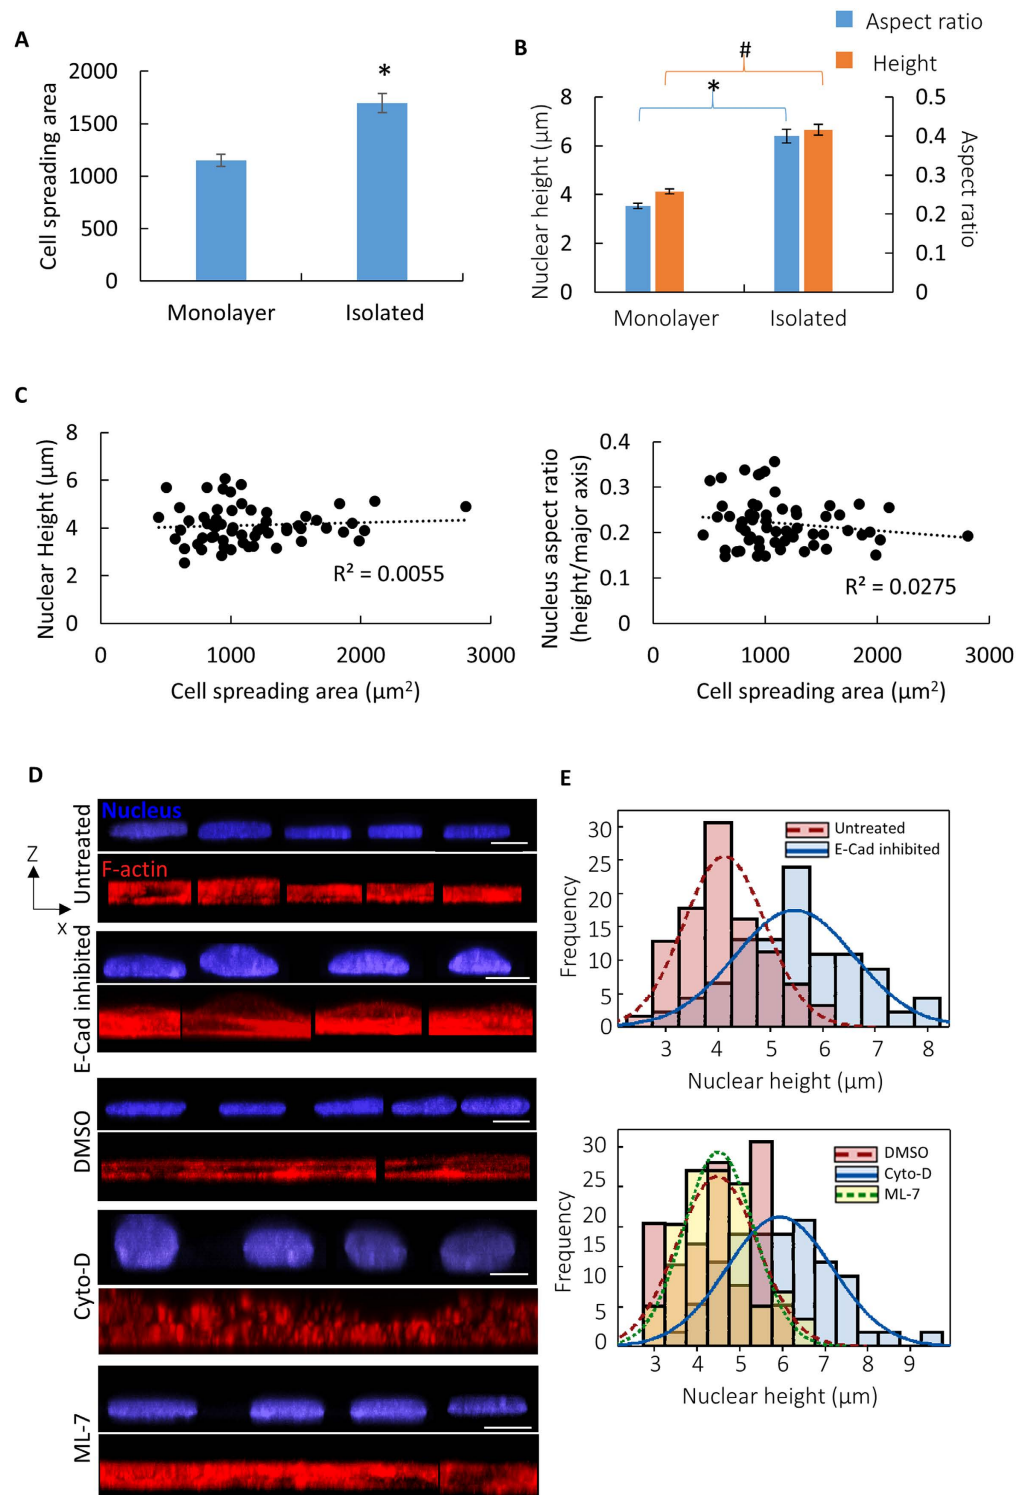 A
Cell spreading area
2000
1500
1000
500
0
*
Monolayer
Isolated
B
Aspect ratio
Height
#
*
Nuclear height (μm)
8
6
4
2
0
0.5
0.4
0.3
0.2
0.1
0
Aspect ratio
Monolayer
Isolated
C
Nuclear Height (μm)
8
6
4
2
0
R² = 0.0055
0
1000
2000
3000
Cell spreading area (μm²)
Nucleus aspect ratio
(height/major axis)
0.4
0.3
0.2
0.1
0
R² = 0.0275
0
1000
2000
3000
Cell spreading area (μm²)
D
Z
x
Untreated
Nucleus
F-actin
E-Cad inhibited
DMSO
Cyto-D
ML-7
E
Frequency
30
25
20
15
10
5
0
Untreated
E-Cad inhibited
3
4
5
6
7
8
Nuclear height (μm)
Frequency
30
25
20
15
10
5
0
DMSO
Cyto-D
ML-7
3
4
5
6
7
8
9
Nuclear height (μm)